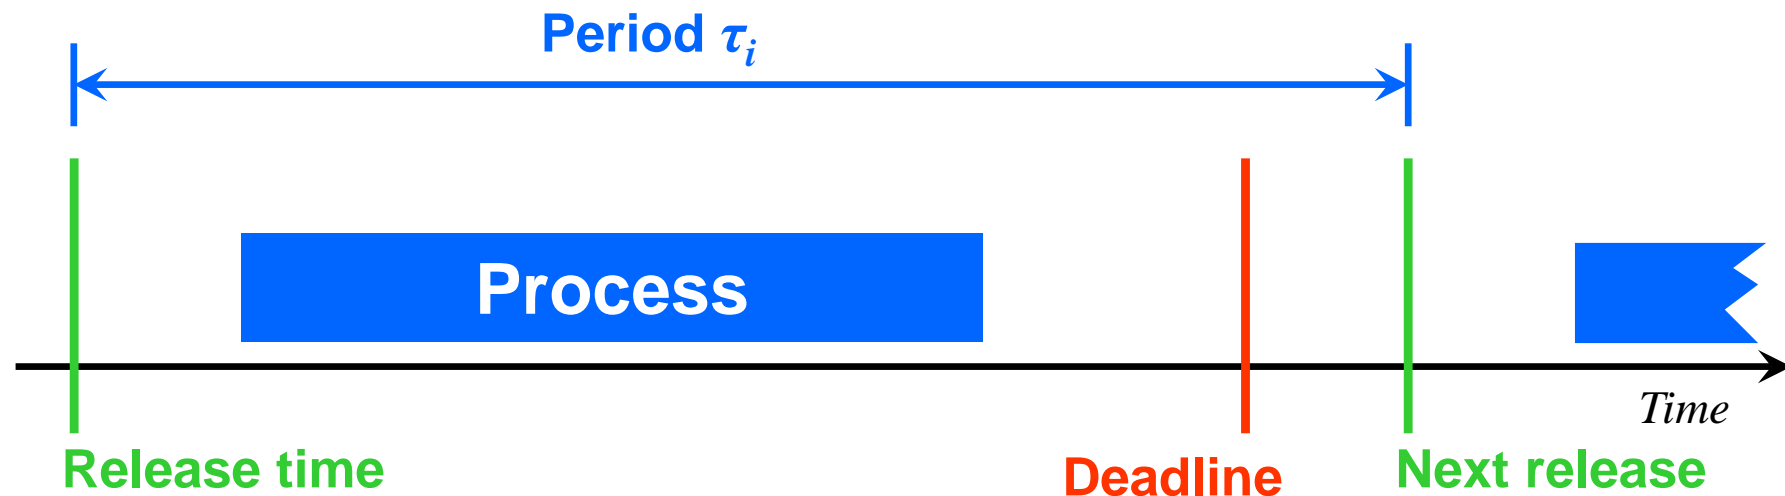 Period τi
Process
Time
Release time
Deadline
Next release